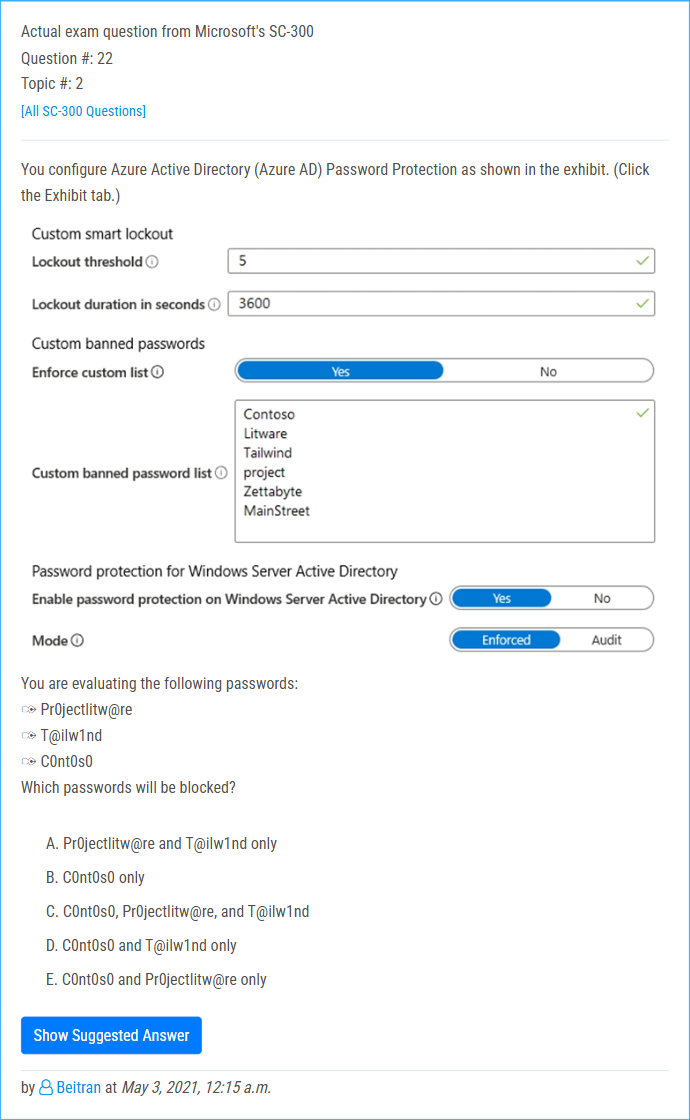 Actual exam question from Microsoft's SC-300
Question #: 22
Topic #: 2
[All SC-300 Questions]
You configure Azure Active Directory (Azure AD) Password Protection as shown in the exhibit. (Click
the Exhibit tab.)
Custom smart lockout
Lockout threshold 5
Lockout duration in seconds 3600
Custom banned passwords
Enforce custom list Yes No
Contoso
Litware
Tailwind
Custom banned password list project
Zettabyte
MainStreet
Password protection for Windows Server Active Directory
Enable password protection on Windows Server Active Directory Yes No
Mode Enforced Audit
You are evaluating the following passwords:
Pr0jectlitw@re
T@ilw1nd
C0nt0s0
Which passwords will be blocked?
A. Pr0jectlitw@re and T@ilw1nd only
B. C0nt0s0 only
C. C0nt0s0, Pr0jectlitw@re, and T@ilw1nd
D. C0nt0s0 and T@ilw1nd only
E. C0nt0s0 and Pr0jectlitw@re only
Show Suggested Answer
by Beitran at May 3, 2021, 12:15 a.m.